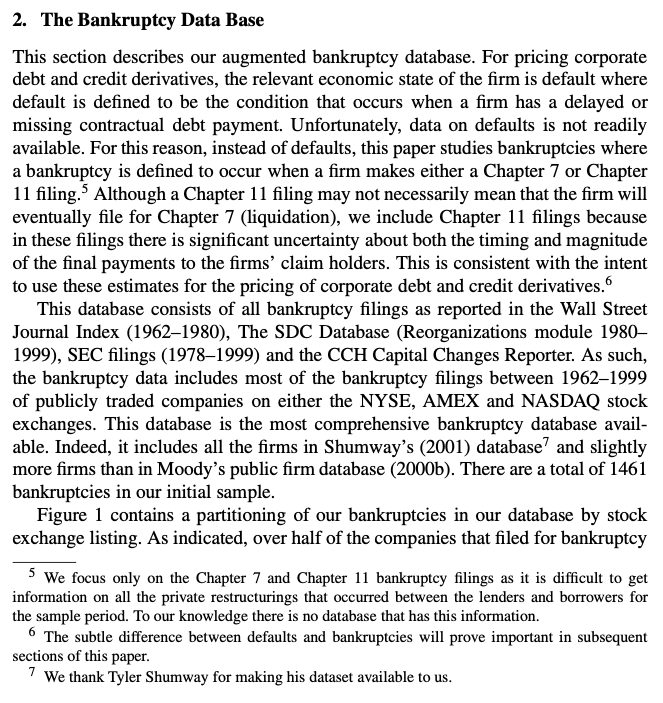 2. The Bankruptcy Data Base
This section describes our augmented bankruptcy database. For pricing corporate
debt and credit derivatives, the relevant economic state of the firm is default where
default is defined to be the condition that occurs when a firm has a delayed or
missing contractual debt payment. Unfortunately, data on defaults is not readily
available. For this reason, instead of defaults, this paper studies bankruptcies where
a bankruptcy is defined to occur when a firm makes either a Chapter 7 or Chapter
11 filing.5 Although a Chapter 11 filing may not necessarily mean that the firm will
eventually file for Chapter 7 (liquidation), we include Chapter 11 filings because
in these filings there is significant uncertainty about both the timing and magnitude
of the final payments to the firms' claim holders. This is consistent with the intent
to use these estimates for the pricing of corporate debt and credit derivatives.6
This database consists of all bankruptcy filings as reported in the Wall Street
Journal Index (1962–1980), The SDC Database (Reorganizations module 1980–
1999), SEC filings (1978–1999) and the CCH Capital Changes Reporter. As such,
the bankruptcy data includes most of the bankruptcy filings between 1962–1999
of publicly traded companies on either the NYSE, AMEX and NASDAQ stock
exchanges. This database is the most comprehensive bankruptcy database avail-
able. Indeed, it includes all the firms in Shumway's (2001) database7 and slightly
more firms than in Moody's public firm database (2000b). There are a total of 1461
bankruptcies in our initial sample.
Figure 1 contains a partitioning of our bankruptcies in our database by stock
exchange listing. As indicated, over half of the companies that filed for bankruptcy
5 We focus only on the Chapter 7 and Chapter 11 bankruptcy filings as it is difficult to get
information on all the private restructurings that occurred between the lenders and borrowers for
the sample period. To our knowledge there is no database that has this information.
6 The subtle difference between defaults and bankruptcies will prove important in subsequent
sections of this paper.
7 We thank Tyler Shumway for making his dataset available to us.